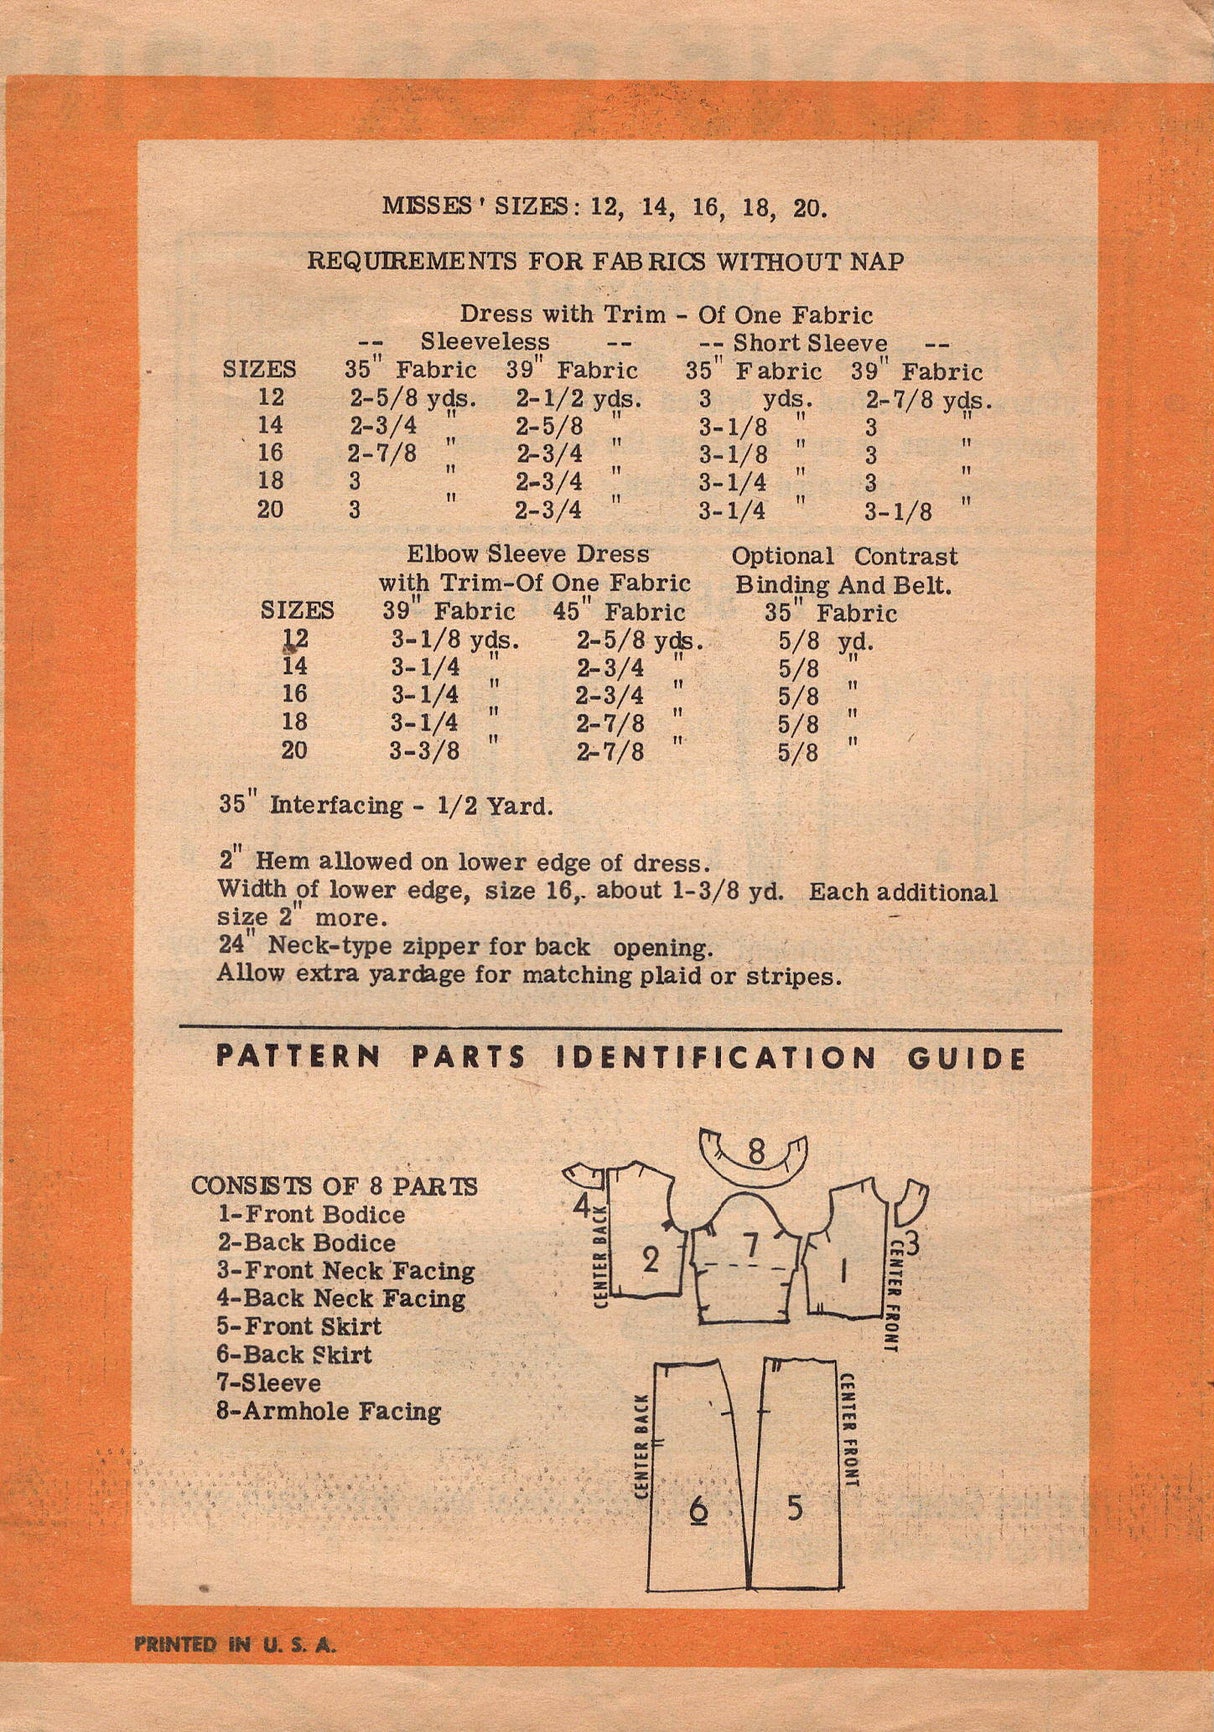 MISSES' SIZES: 12, 14, 16, 18, 20.
REQUIREMENTS FOR FABRICS WITHOUT NAP
Dress with Trim - Of One Fabric
-- Sleeveless -- -- Short Sleeve --
SIZES 35" Fabric 39" Fabric 35" Fabric 39" Fabric
12 2-5/8 yds. 2-1/2 yds. 3 yds. 2-7/8 yds.
14 2-3/4 " 2-5/8 " 3-1/8 " 3 "
16 2-7/8 " 2-3/4 " 3-1/8 " 3 "
18 3 " 2-3/4 " 3-1/4 " 3 "
20 3 " 2-3/4 " 3-1/4 " 3-1/8 "
Elbow Sleeve Dress Optional Contrast
with Trim-Of One Fabric Binding And Belt.
SIZES 39" Fabric 45" Fabric 35" Fabric
12 3-1/8 yds. 2-5/8 yds. 5/8 yd.
14 3-1/4 " 2-3/4 " 5/8 "
16 3-1/4 " 2-3/4 " 5/8 "
18 3-1/4 " 2-7/8 " 5/8 "
20 3-3/8 " 2-7/8 " 5/8 "
35" Interfacing - 1/2 Yard.
2" Hem allowed on lower edge of dress.
Width of lower edge, size 16,. about 1-3/8 yd. Each additional
size 2" more.
24" Neck-type zipper for back opening.
Allow extra yardage for matching plaid or stripes.
PATTERN PARTS IDENTIFICATION GUIDE
CONSISTS OF 8 PARTS
1-Front Bodice
2-Back Bodice
3-Front Neck Facing
4-Back Neck Facing
5-Front Skirt
6-Back Skirt
7-Sleeve
8-Armhole Facing
8
4
CENTER BACK
2
7
1
3
CENTER FRONT
CENTER BACK
6
5
CENTER FRONT
PRINTED IN U. S. A.